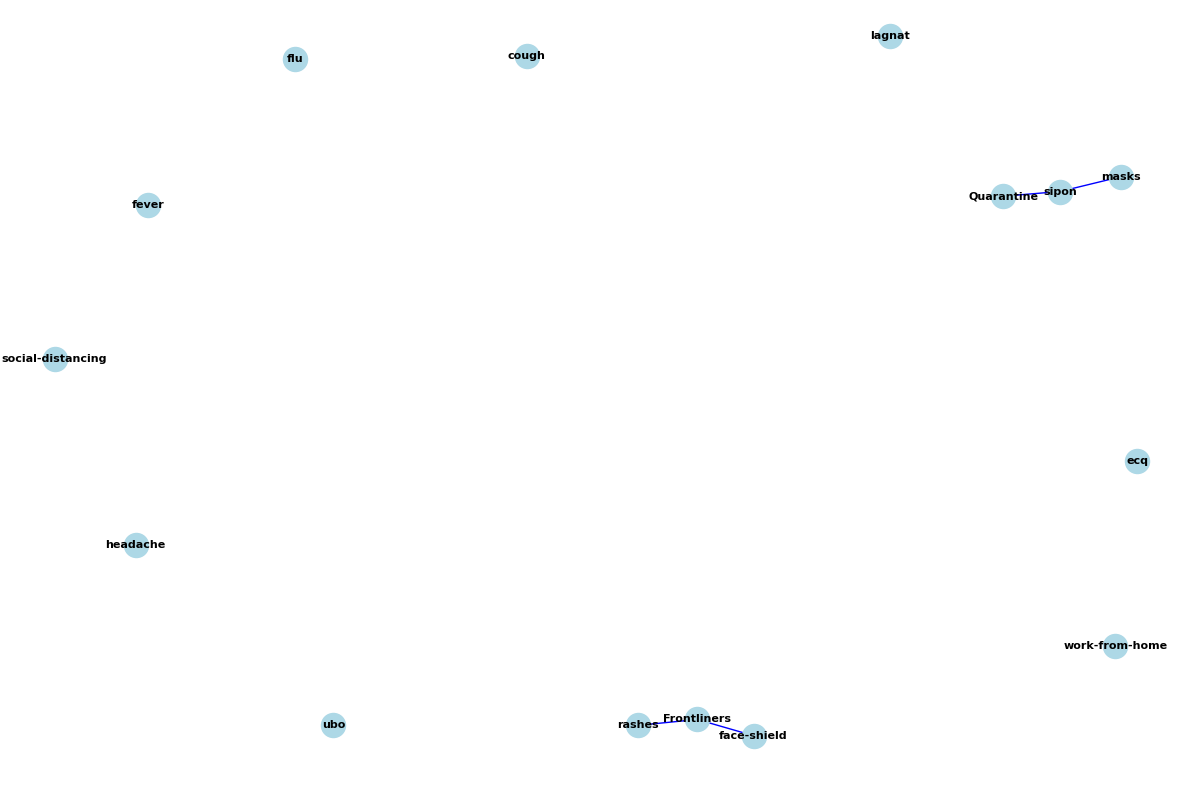 lagnat
cough
flu
masks
sipon
Quarantine
fever
social-distancing
ecq
headache
work-from-home
Frontliners
rashes
ubo
face-shield